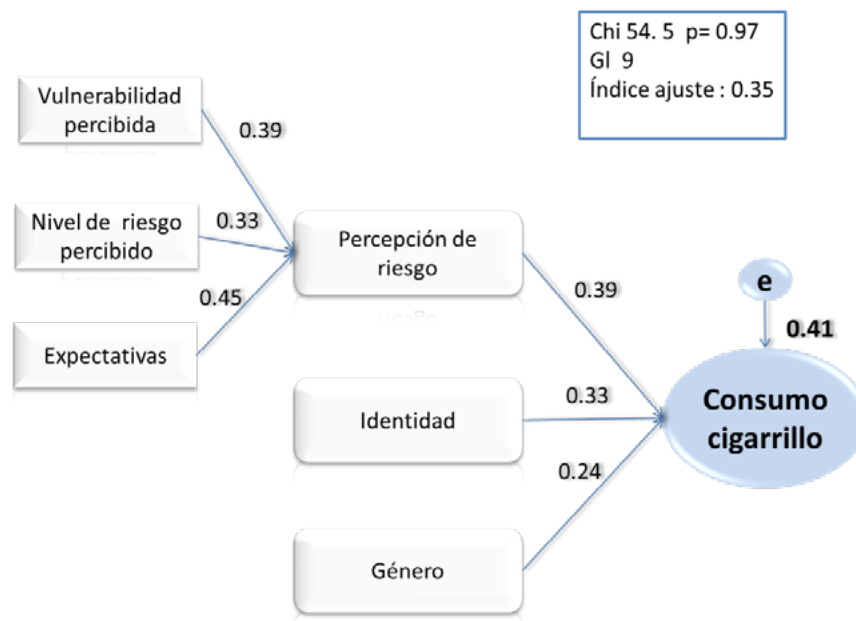 Chi 54. 5 p= 0.97
Gl 9
Índice ajuste : 0.35
Vulnerabilidad
percibida
0.39
Nivel de riesgo
percibido
0.33
Expectativas
0.45
Percepción de
riesgo
0.39
Identidad
0.33
Género
0.24
e
0.41
Consumo
cigarrillo